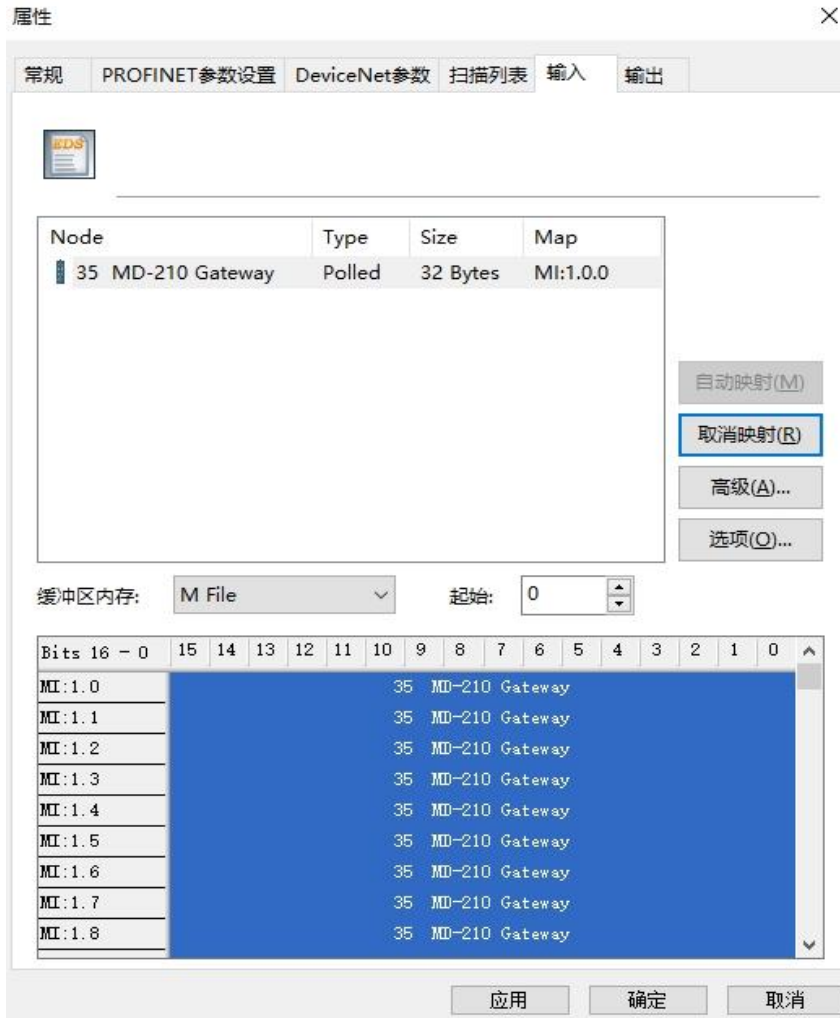 属性
常规 PROFINET参数设置 DeviceNet参数 扫描列表 输入 输出
EDS
Node Type Size Map
35 MD-210 Gateway Polled 32 Bytes MI:1.0.0
自动映射(M)
取消映射(R)
高级(A)...
选项(O)...
缓冲区内存: M File 起始: 0
Bits 16 - 0 15 14 13 12 11 10 9 8 7 6 5 4 3 2 1 0
MI:1.0 35 MD-210 Gateway
MI:1.1 35 MD-210 Gateway
MI:1.2 35 MD-210 Gateway
MI:1.3 35 MD-210 Gateway
MI:1.4 35 MD-210 Gateway
MI:1.5 35 MD-210 Gateway
MI:1.6 35 MD-210 Gateway
MI:1.7 35 MD-210 Gateway
MI:1.8 35 MD-210 Gateway
应用 确定 取消